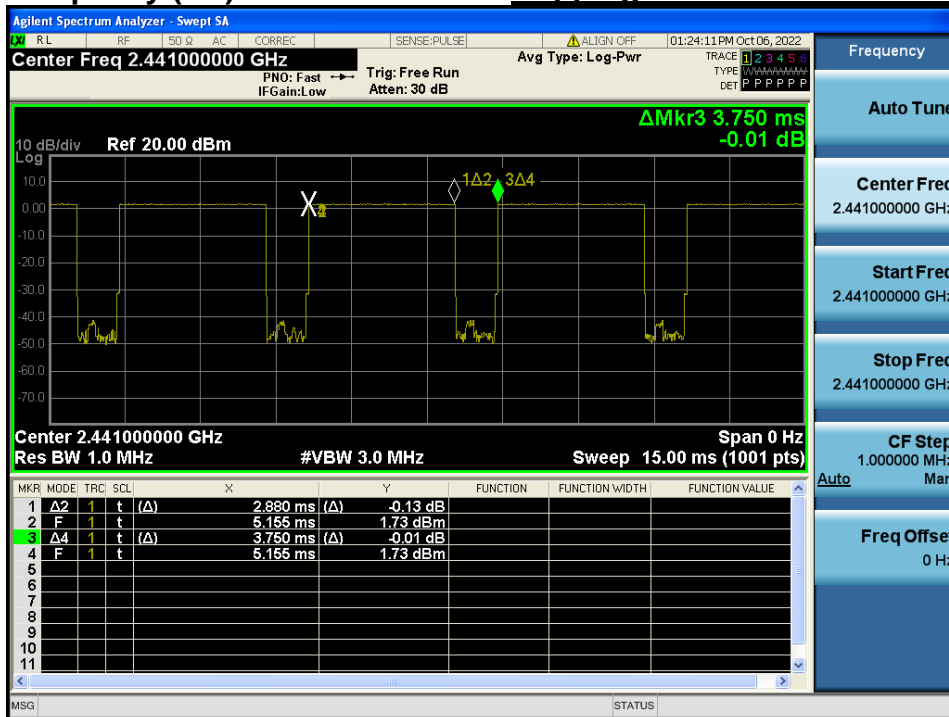 Agilent Spectrum Analyzer - Swept SA
LXI RL RF 50 Ω AC CORREC SENSE:PULSE ALIGN OFF 01:24:11 PM Oct 06, 2022
Center Freq 2.441000000 GHz
PNO: Fast
IFGain:Low
Trig: Free Run
Atten: 30 dB
Avg Type: Log-Pwr
TRACE 1 2 3 4 5 6
TYPE
DET P P P P P P
ΔMkr3 3.750 ms
-0.01 dB
10 dB/div Ref 20.00 dBm
Log
10.0
0.00
-10.0
-20.0
-30.0
-40.0
-50.0
-60.0
-70.0
1Δ2 3Δ4
X
Center 2.441000000 GHz Span 0 Hz
Res BW 1.0 MHz #VBW 3.0 MHz Sweep 15.00 ms (1001 pts)
MKR MODE TRC SCL X Y FUNCTION FUNCTION WIDTH FUNCTION VALUE
1 Δ2 1 t (Δ) 2.880 ms (Δ) -0.13 dB
2 F 1 t 5.155 ms 1.73 dBm
3 Δ4 1 t (Δ) 3.750 ms (Δ) -0.01 dB
4 F 1 t 5.155 ms 1.73 dBm
5
6
7
8
9
10
11
MSG STATUS
Frequency
Auto Tune
Center Freq
2.441000000 GHz
Start Freq
2.441000000 GHz
Stop Freq
2.441000000 GHz
CF Step
1.000000 MHz
Auto Man
Freq Offset
0 Hz